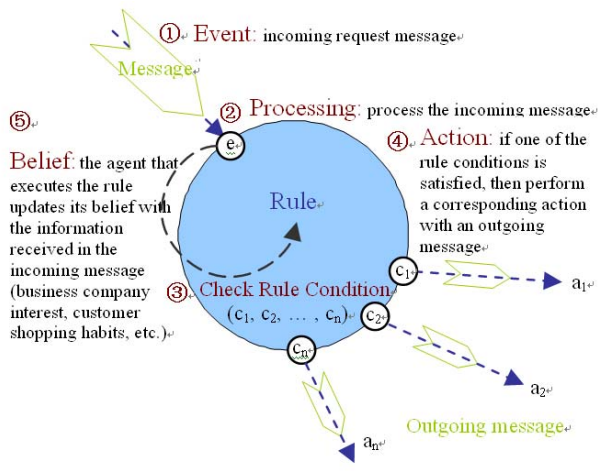 ① Event: incoming request message
Message
② Processing: process the incoming message
⑤
④ Action: if one of the
rule conditions is
satisfied, then perform
a corresponding action
with an outgoing
message
e
Belief: the agent that
executes the rule
updates its belief with
the information
received in the
incoming message
(business company
interest, customer
shopping habits, etc.)
Rule
③ Check Rule Condition
(c1, c2, … , cn)
c1
a1
c2
a2
cn
an
Outgoing message